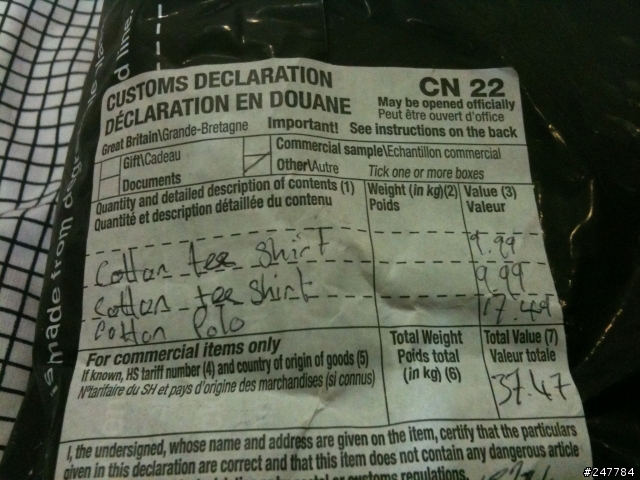 made from deg
d line.
CUSTOMS DECLARATION
DÉCLARATION EN DOUANE
CN 22
May be opened officially
Peut être ouvert d'office
Great Britain\Grande-Bretagne
Important!
See instructions on the back
Gift\Cadeau
Commercial sample\Echantillon commercial
Documents
Other\Autre
Tick one or more boxes
Quantity and detailed description of contents (1)
Quantité et description détaillée du contenu
Weight (in kg)(2)
Poids
Value (3)
Valeur
Cotton tee shirt
9.99
Cotton tee shirt
9.99
Cotton Polo
17.49
For commercial items only
If known, HS tariff number (4) and country of origin of goods (5)
N°tarifaire du SH et pays d'origine des marchandises (si connus)
Total Weight
Poids total
(in kg) (6)
Total Value (7)
Valeur totale
37.47
I, the undersigned, whose name and address are given on the item, certify that the particulars
given in this declaration are correct and that this item does not contain any dangerous article
or customs regulations.
#247784